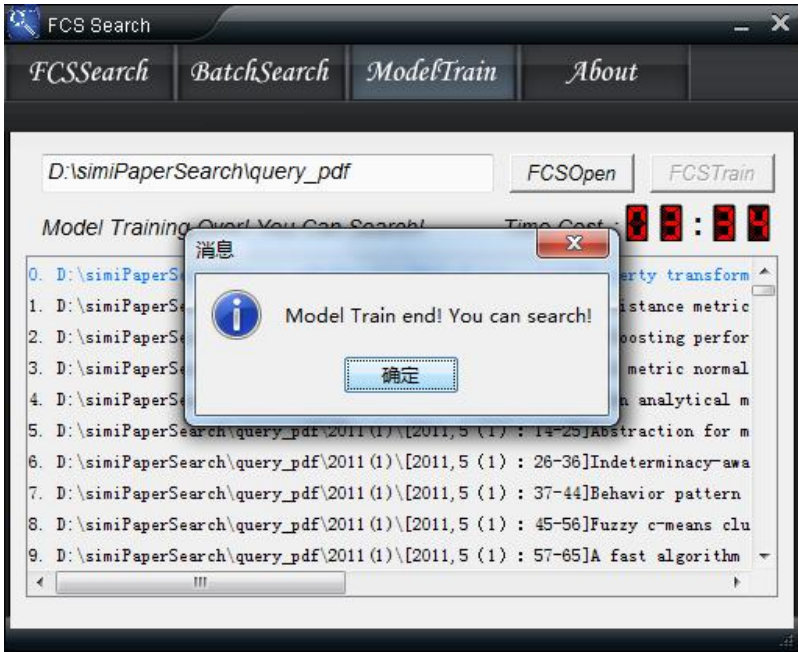 FCS Search
FCSSearch BatchSearch ModelTrain About
D:\simiPaperSearch\query_pdf FCSOpen FCSTrain
Model Training Over! You Can Search! Time Cost :
消息
Model Train end! You can search!
确定
0. D:\simiPaperS erty transform
1. D:\simiPaperSe istance metric
2. D:\simiPaperSe oosting perfor
3. D:\simiPaperSe metric normal
4. D:\simiPaperSe n analytical m
5. D:\simiPaperSearch\query_pdf\2011(1)\[2011,5(1) : 14-25]Abstraction for m
6. D:\simiPaperSearch\query_pdf\2011(1)\[2011,5(1) : 26-36]Indeterminacy-awa
7. D:\simiPaperSearch\query_pdf\2011(1)\[2011,5(1) : 37-44]Behavior pattern
8. D:\simiPaperSearch\query_pdf\2011(1)\[2011,5(1) : 45-56]Fuzzy c-means clu
9. D:\simiPaperSearch\query_pdf\2011(1)\[2011,5(1) : 57-65]A fast algorithm